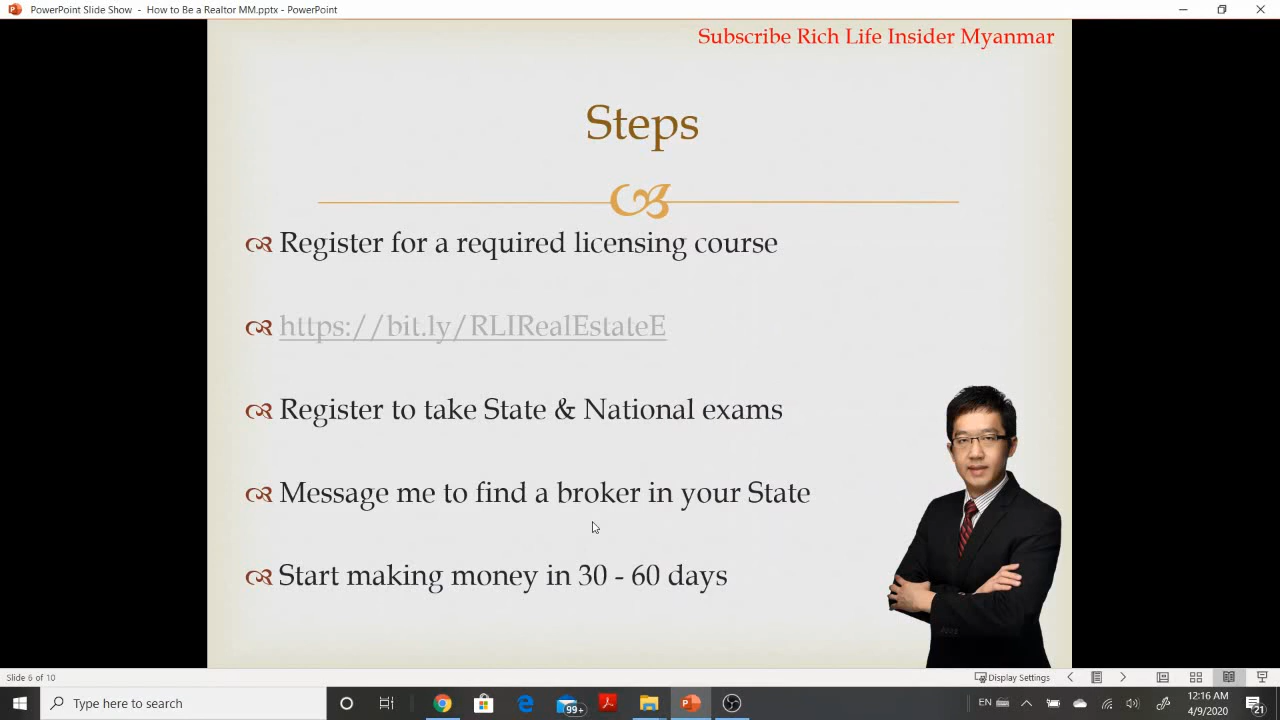 PowerPoint Slide Show - How to Be a Realtor MM.pptx - PowerPoint
Subscribe Rich Life Insider Myanmar
Steps
Register for a required licensing course
https://bit.ly/RLIRealEstateE
Register to take State & National exams
Message me to find a broker in your State
Start making money in 30 - 60 days
Slide 6 of 10
Display Settings
Type here to search
99+
EN
12:16 AM
4/9/2020
21